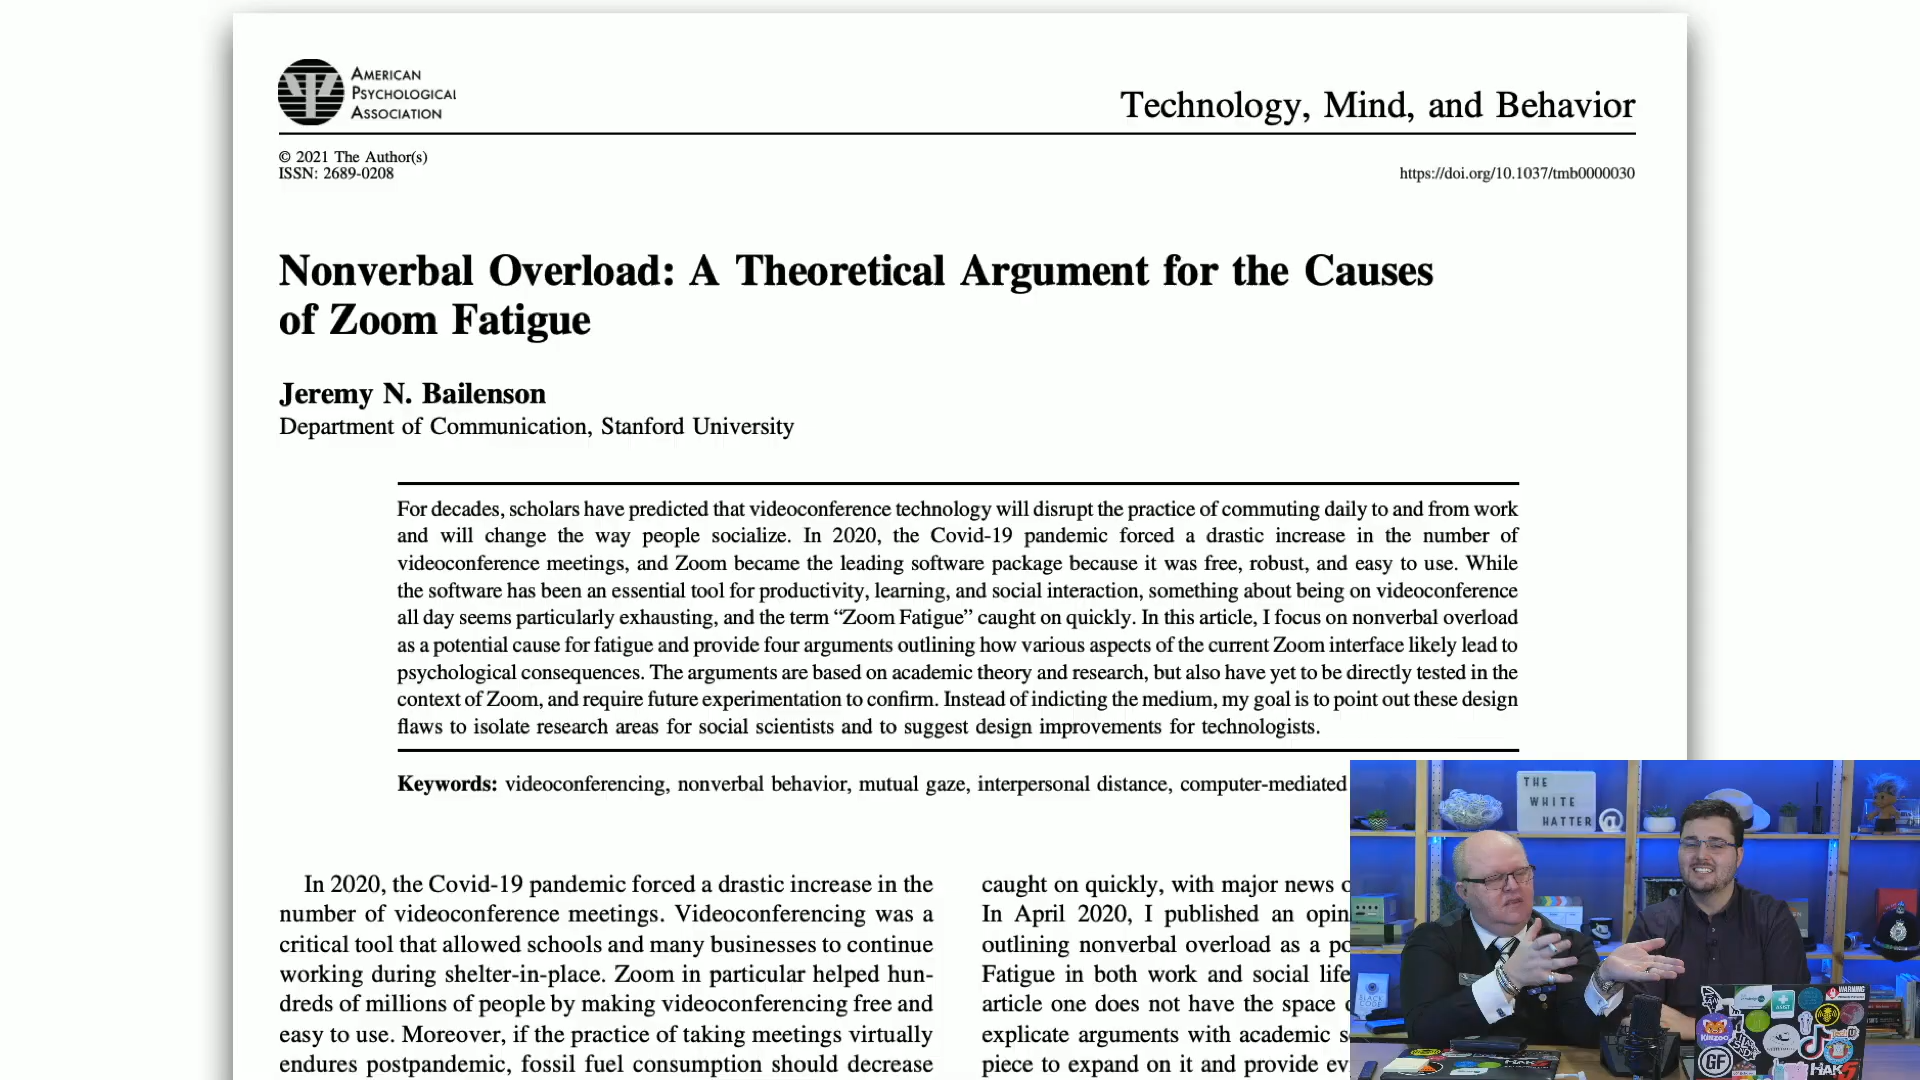 AMERICAN
PSYCHOLOGICAL
ASSOCIATION
Technology, Mind, and Behavior
© 2021 The Author(s)
ISSN: 2689-0208
https://doi.org/10.1037/tmb0000030
Nonverbal Overload: A Theoretical Argument for the Causes
of Zoom Fatigue
Jeremy N. Bailenson
Department of Communication, Stanford University
For decades, scholars have predicted that videoconference technology will disrupt the practice of commuting daily to and from work
and will change the way people socialize. In 2020, the Covid-19 pandemic forced a drastic increase in the number of
videoconference meetings, and Zoom became the leading software package because it was free, robust, and easy to use. While
the software has been an essential tool for productivity, learning, and social interaction, something about being on videoconference
all day seems particularly exhausting, and the term “Zoom Fatigue” caught on quickly. In this article, I focus on nonverbal overload
as a potential cause for fatigue and provide four arguments outlining how various aspects of the current Zoom interface likely lead to
psychological consequences. The arguments are based on academic theory and research, but also have yet to be directly tested in the
context of Zoom, and require future experimentation to confirm. Instead of indicting the medium, my goal is to point out these design
flaws to isolate research areas for social scientists and to suggest design improvements for technologists.
Keywords: videoconferencing, nonverbal behavior, mutual gaze, interpersonal distance, computer-mediated
In 2020, the Covid-19 pandemic forced a drastic increase in the
number of videoconference meetings. Videoconferencing was a
critical tool that allowed schools and many businesses to continue
working during shelter-in-place. Zoom in particular helped hun-
dreds of millions of people by making videoconferencing free and
easy to use. Moreover, if the practice of taking meetings virtually
endures postpandemic, fossil fuel consumption should decrease
caught on quickly, with major news
In April 2020, I published an opin
outlining nonverbal overload as a po
Fatigue in both work and social life
article one does not have the space
explicate arguments with academic s
piece to expand on it and provide ev
THE
WHITE
HATTER @
BLACK
CODE
WARNING
KINZOO
GF
HAK5
HAK5